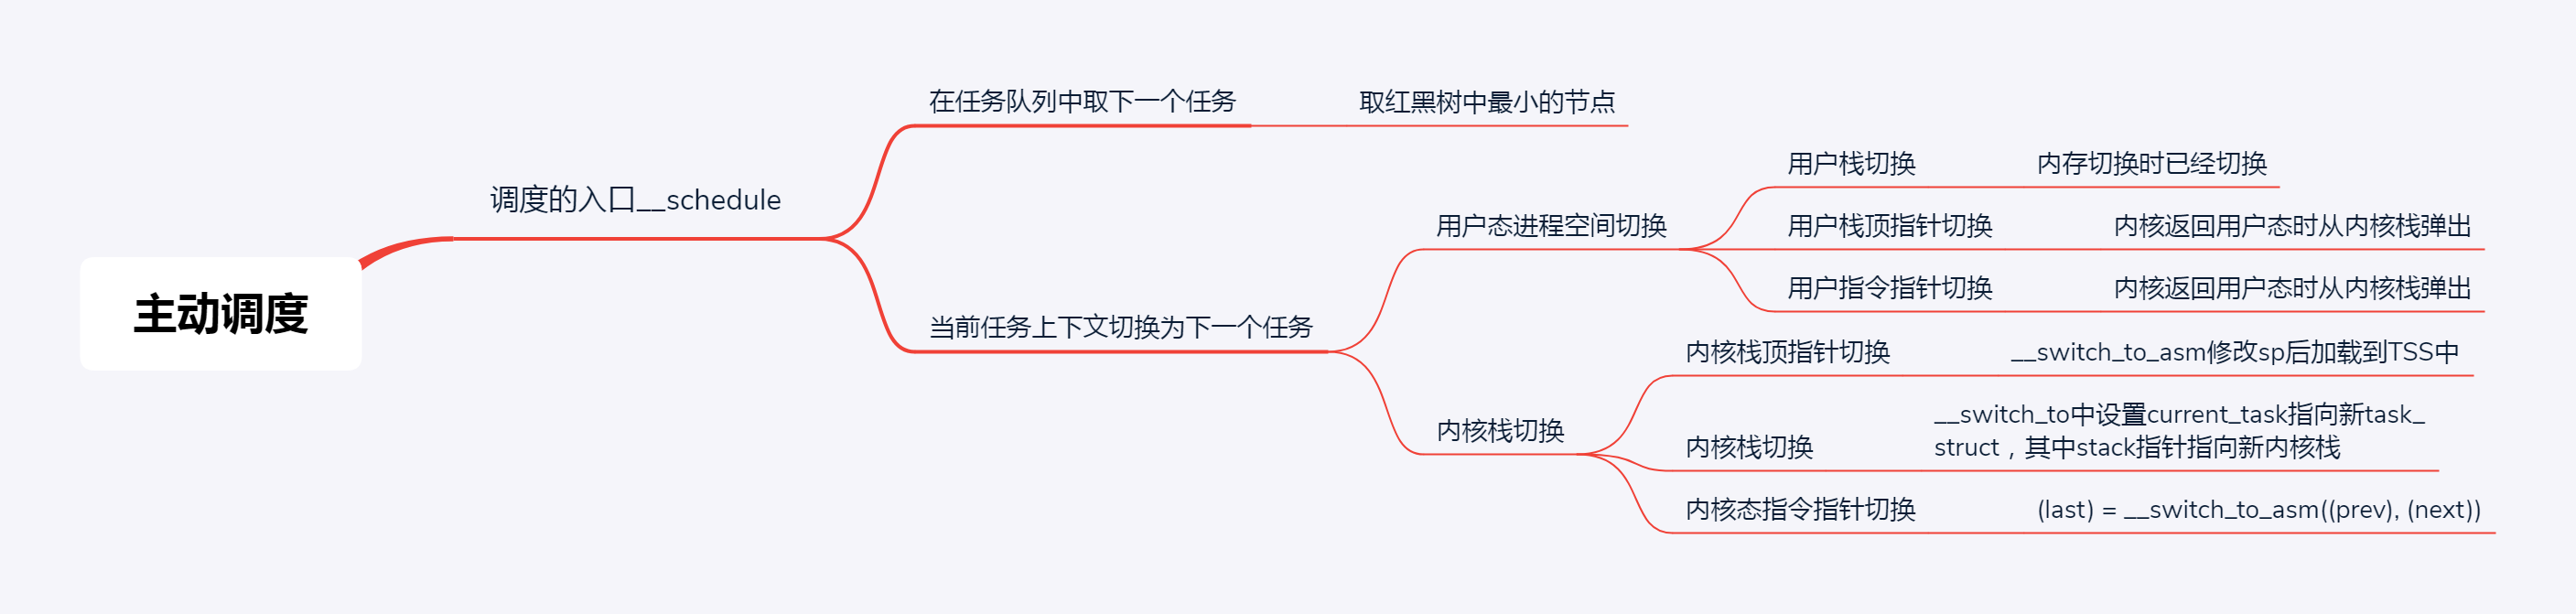 主动调度
调度的入口__schedule
在任务队列中取下一个任务
取红黑树中最小的节点
当前任务上下文切换为下一个任务
用户态进程空间切换
用户栈切换
内存切换时已经切换
用户栈顶指针切换
内核返回用户态时从内核栈弹出
用户指令指针切换
内核返回用户态时从内核栈弹出
内核栈切换
内核栈顶指针切换
__switch_to_asm修改sp后加载到TSS中
内核栈切换
__switch_to中设置current_task指向新task_
struct，其中stack指针指向新内核栈
内核态指令指针切换
(last) = __switch_to_asm((prev), (next))